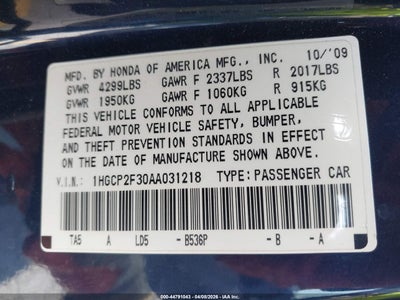 MFD. BY HONDA OF AMERICA MFG., INC. 10/'09
GVWR 4299LBS GAWR F 2337LBS R 2017LBS
GVWR 1950KG GAWR F 1060KG R 915KG
THIS VEHICLE CONFORMS TO ALL APPLICABLE
FEDERAL MOTOR VEHICLE SAFETY, BUMPER,
AND THEFT PREVENTION STANDARDS IN EFFECT
ON THE DATE OF MANUFACTURE SHOWN ABOVE.
V.I.N.: 1HGCP2F30AA031218 TYPE: PASSENGER CAR
TA5 A LD5 - B536P - B - A
000-44791043 - 04/08/2026 - IAA Inc.